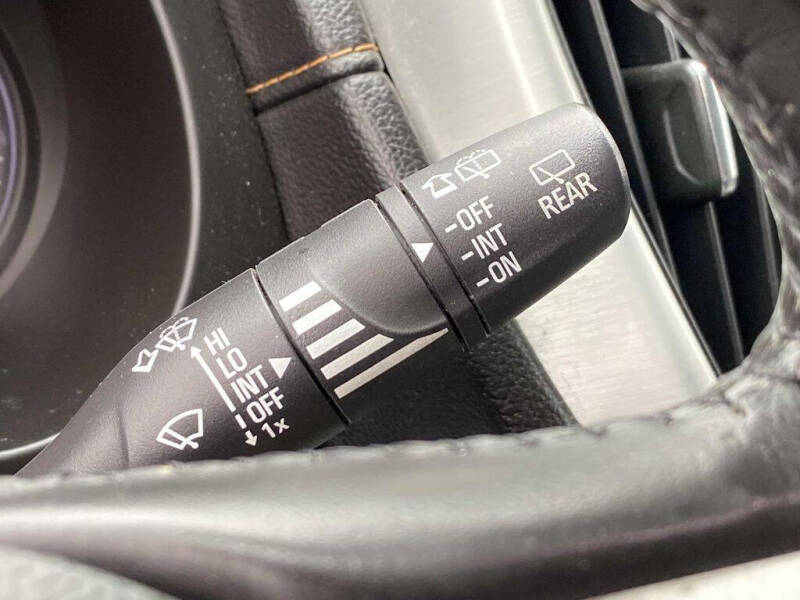 REAR
-OFF
-INT
-ON
HI
LO
INT
OFF
1x